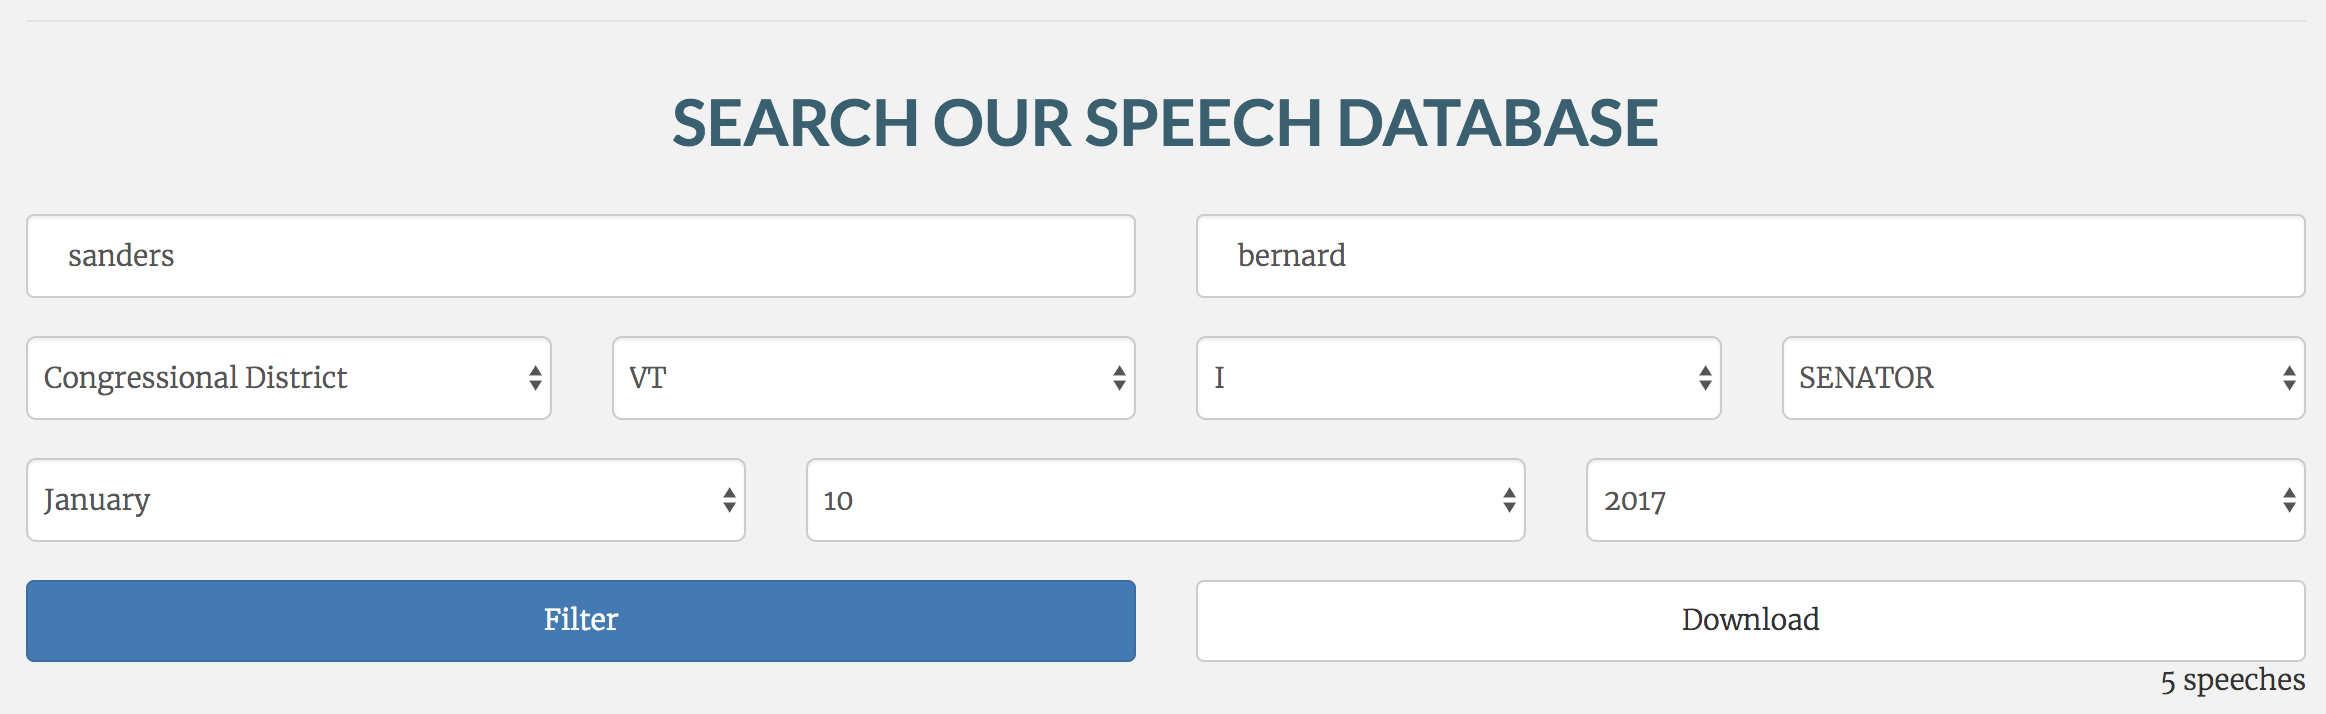 SEARCH OUR SPEECH DATABASE
sanders bernard
Congressional District VT I SENATOR
January 10 2017
Filter Download
5 speeches